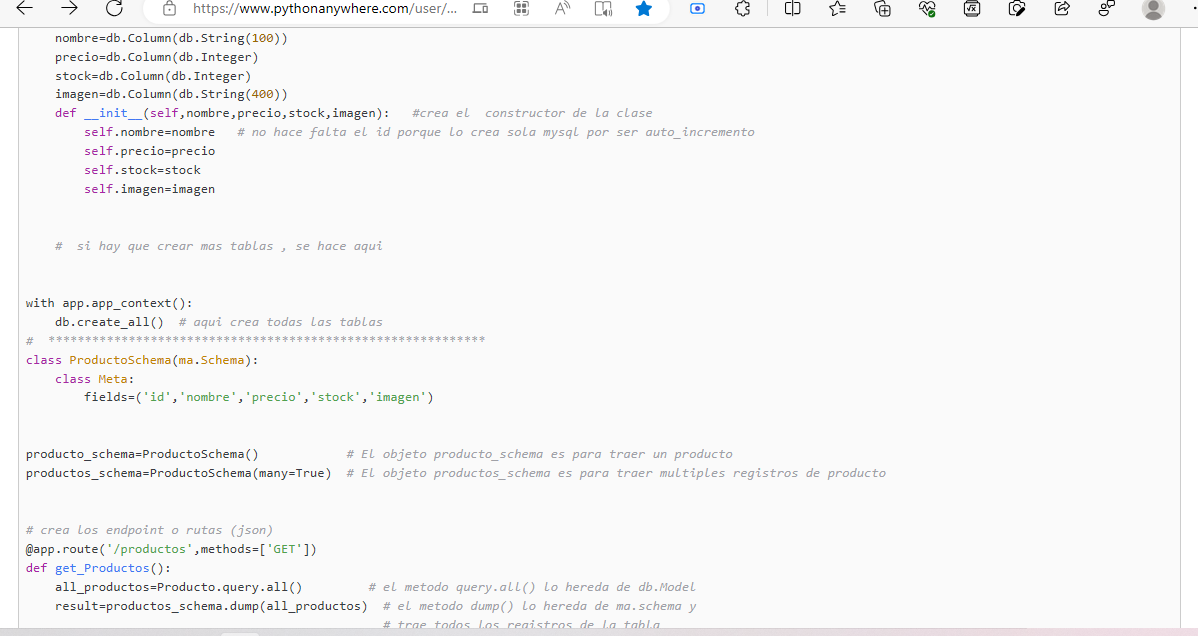 https://www.pythonanywhere.com/user/...
nombre=db.Column(db.String(100))
precio=db.Column(db.Integer)
stock=db.Column(db.Integer)
imagen=db.Column(db.String(400))
def __init__(self,nombre,precio,stock,imagen):   #crea el  constructor de la clase
self.nombre=nombre   # no hace falta el id porque lo crea sola mysql por ser auto_incremento
self.precio=precio
self.stock=stock
self.imagen=imagen
#  si hay que crear mas tablas , se hace aqui
with app.app_context():
db.create_all()  # aqui crea todas las tablas
#  ************************************************************
class ProductoSchema(ma.Schema):
class Meta:
fields=('id','nombre','precio','stock','imagen')
producto_schema=ProductoSchema()            # El objeto producto_schema es para traer un producto
productos_schema=ProductoSchema(many=True)  # El objeto productos_schema es para traer multiples registros de producto
# crea los endpoint o rutas (json)
@app.route('/productos',methods=['GET'])
def get_Productos():
all_productos=Producto.query.all()         # el metodo query.all() lo hereda de db.Model
result=productos_schema.dump(all_productos)  # el metodo dump() lo hereda de ma.schema y
# trae todos los registros de la tabla